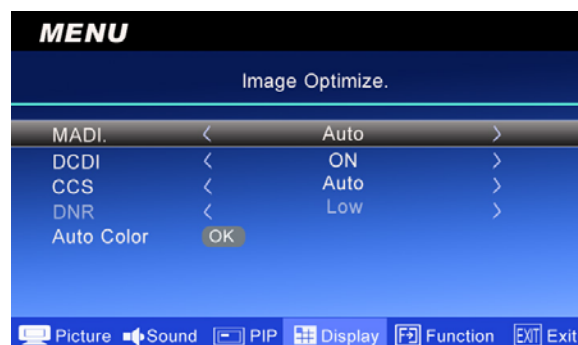 MENU
Image Optimize.
MADI. < Auto >
DCDI < ON >
CCS < Auto >
DNR < Low >
Auto Color OK
Picture Sound PIP Display Function EXIT Exit